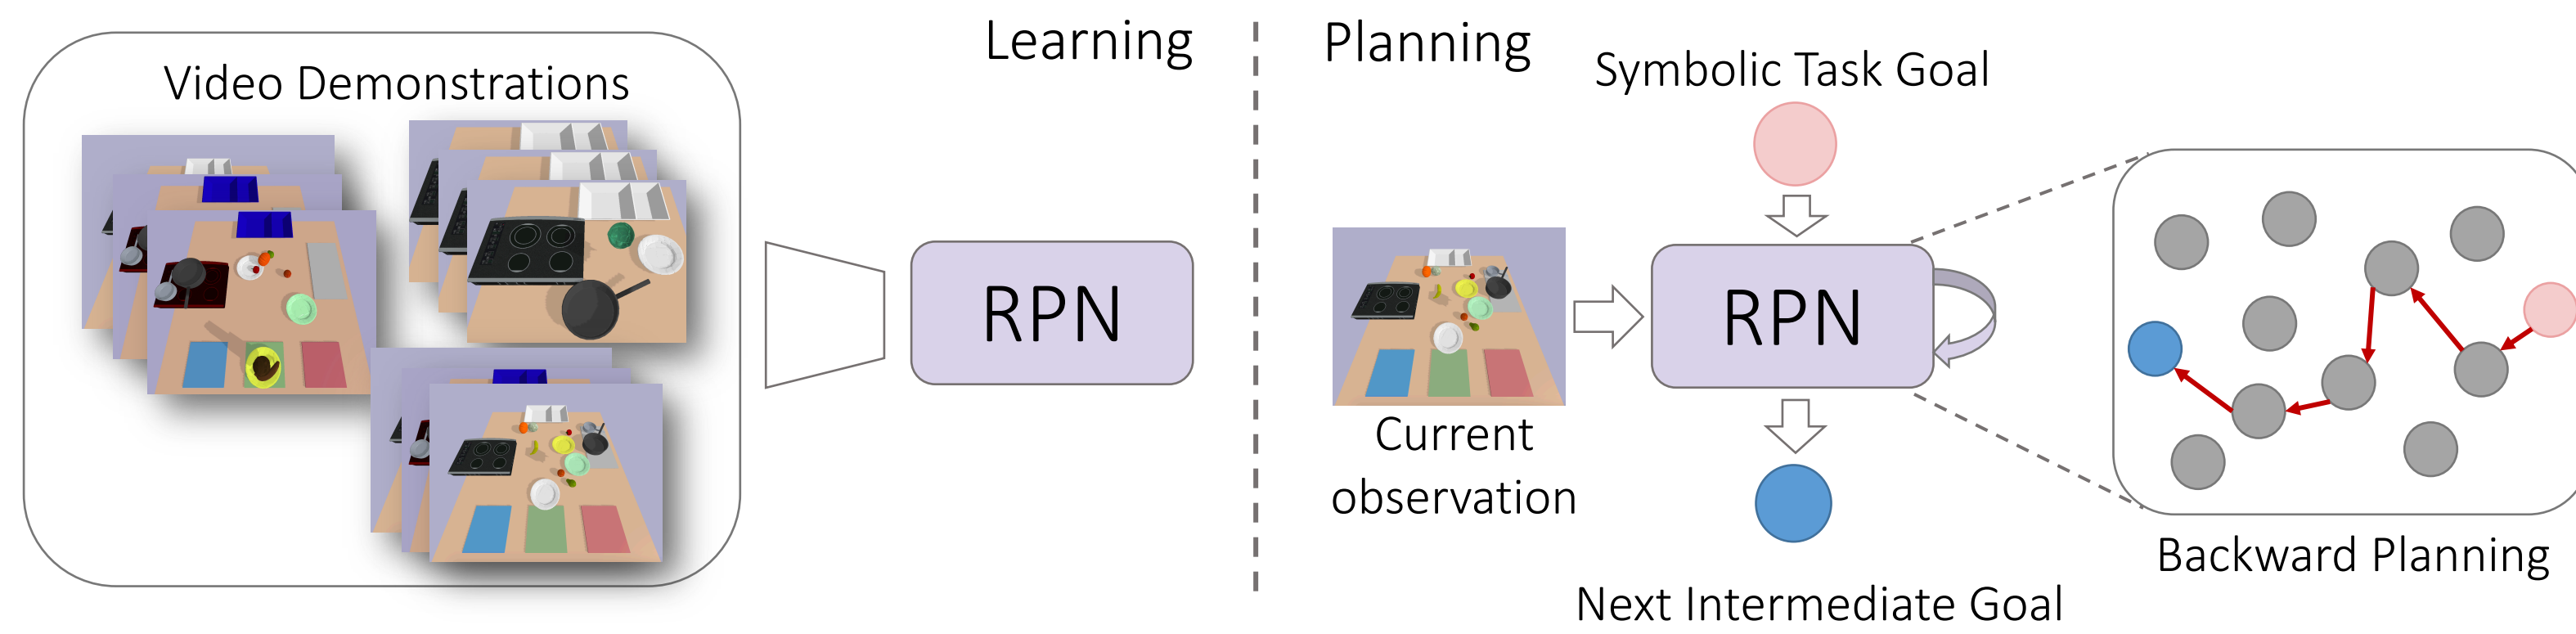 Learning
Video Demonstrations
RPN
Planning
Symbolic Task Goal
Current
observation
RPN
Next Intermediate Goal
Backward Planning